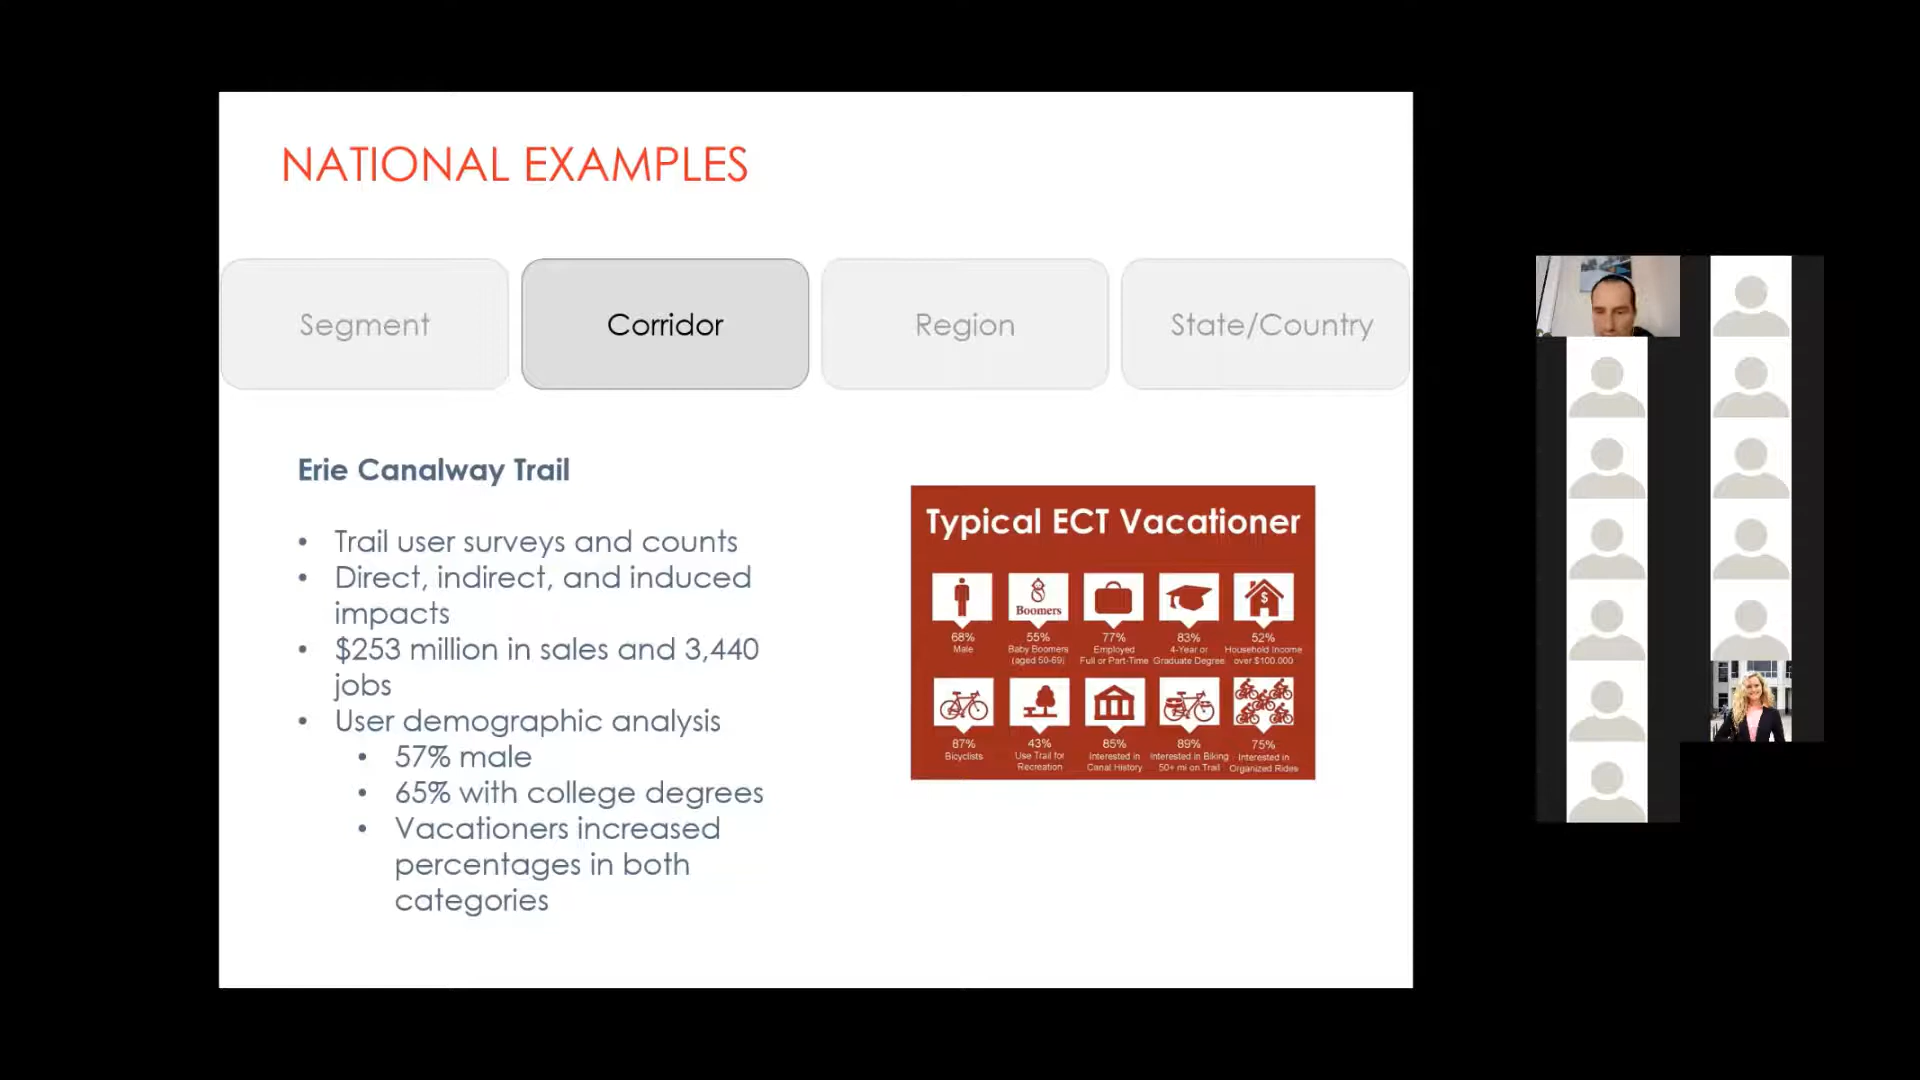 NATIONAL EXAMPLES
Segment
Corridor
Region
State/Country
Erie Canalway Trail
• Trail user surveys and counts
• Direct, indirect, and induced
impacts
• $253 million in sales and 3,440
jobs
• User demographic analysis
• 57% male
• 65% with college degrees
• Vacationers increased
percentages in both
categories
Typical ECT Vacationer
Boomers
$
68%
Male
55%
Baby Boomers
(aged 50-69)
77%
Employed
Full or Part-Time
83%
4-Year or
Graduate Degree
52%
Household Income
over $100,000
87%
Bicyclists
43%
Use Trail for
Recreation
85%
Interested in
Canal History
89%
Interested in Biking
50+ mi on Trail
75%
Interested in
Organized Rides